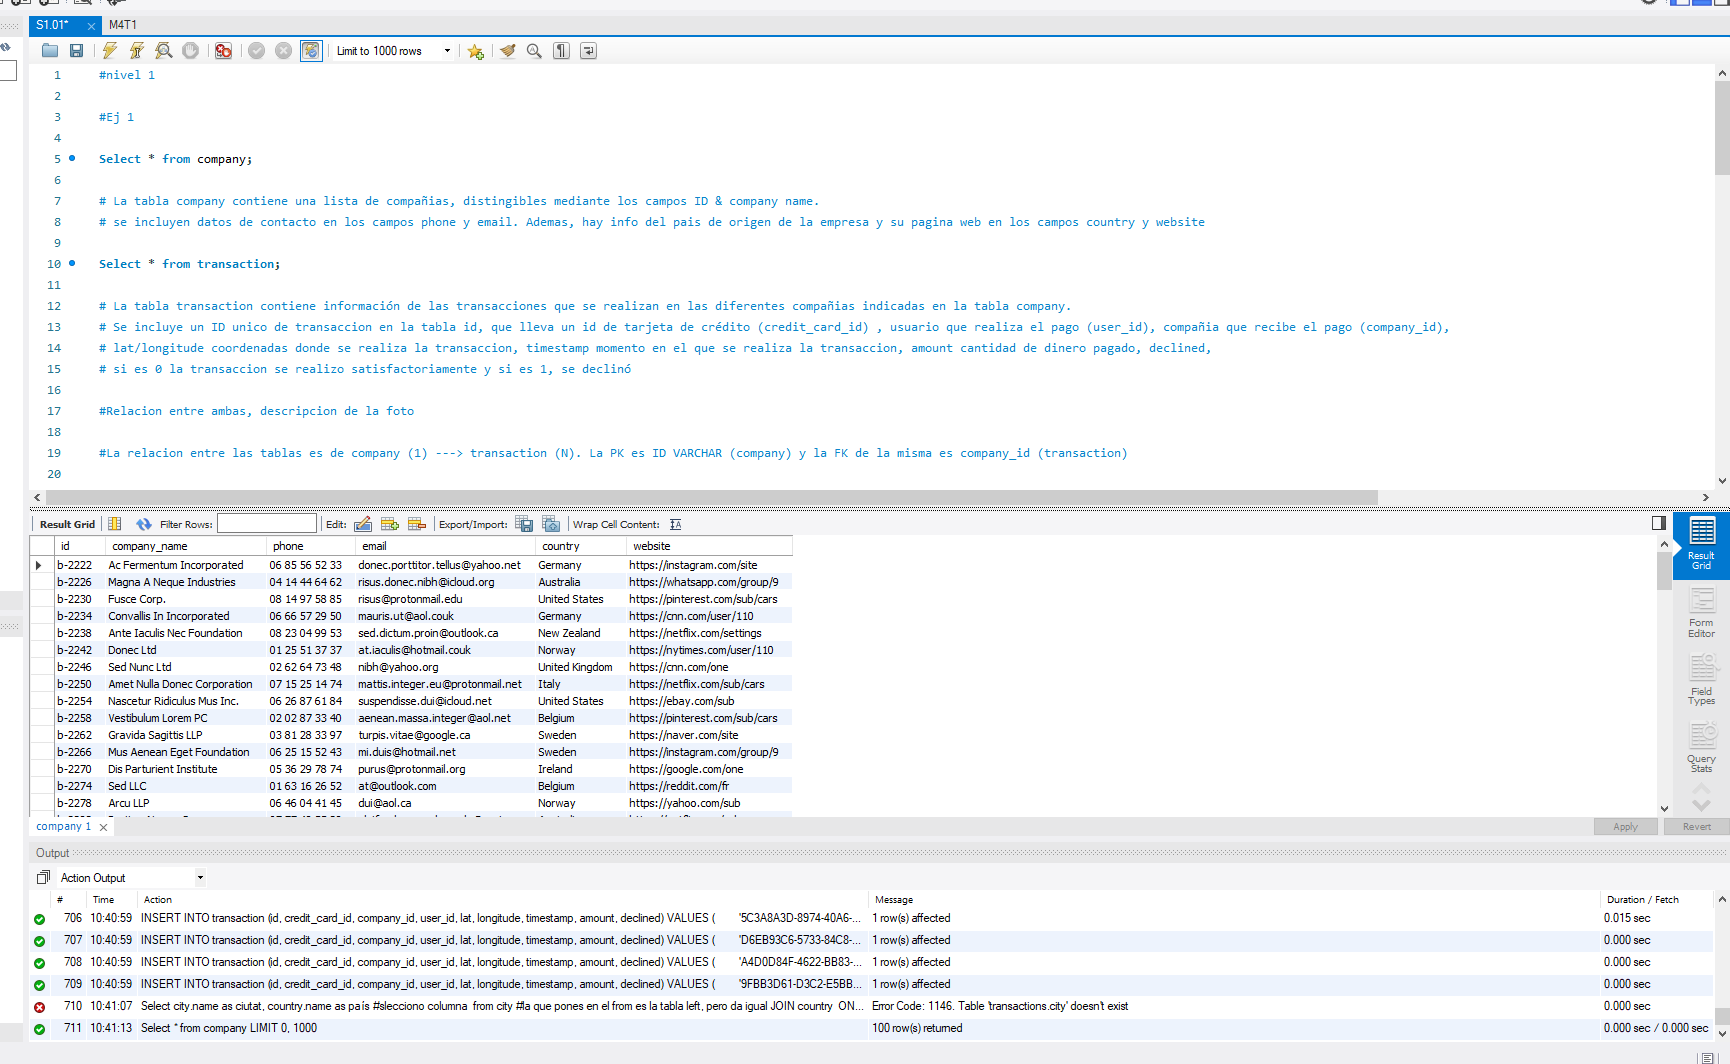 S1.01*
M4T1
Limit to 1000 rows
1 #nivel 1
2
3 #Ej 1
4
5 Select * from company;
6
7 # La tabla company contiene una lista de compañias, distingibles mediante los campos ID & company name.
8 # se incluyen datos de contacto en los campos phone y email. Ademas, hay info del pais de origen de la empresa y su pagina web en los campos country y website
9
10 Select * from transaction;
11
12 # La tabla transaction contiene información de las transacciones que se realizan en las diferentes compañias indicadas en la tabla company.
13 # Se incluye un ID unico de transaccion en la tabla id, que lleva un id de tarjeta de crédito (credit_card_id) , usuario que realiza el pago (user_id), compañia que recibe el pago (company_id),
14 # lat/longitude coordenadas donde se realiza la transaccion, timestamp momento en el que se realiza la transaccion, amount cantidad de dinero pagado, declined,
15 # si es 0 la transaccion se realizo satisfactoriamente y si es 1, se declinó
16
17 #Relacion entre ambas, descripcion de la foto
18
19 #La relacion entre las tablas es de company (1) ---> transaction (N). La PK es ID VARCHAR (company) y la FK de la misma es company_id (transaction)
20
Result Grid Filter Rows: Edit: Export/Import: Wrap Cell Content:
id company_name phone email country website
b-2222 Ac Fermentum Incorporated 06 85 56 52 33 donec.porttitor.tellus@yahoo.net Germany https://instagram.com/site
b-2226 Magna A Neque Industries 04 14 44 64 62 risus.donec.nibh@icloud.org Australia https://whatsapp.com/group/9
b-2230 Fusce Corp. 08 14 97 58 85 risus@protonmail.edu United States https://pinterest.com/sub/cars
b-2234 Convallis In Incorporated 06 66 57 29 50 mauris.ut@aol.couk Germany https://cnn.com/user/110
b-2238 Ante Iaculis Nec Foundation 08 23 04 99 53 sed.dictum.proin@outlook.ca New Zealand https://netflix.com/settings
b-2242 Donec Ltd 01 25 51 37 37 at.iaculis@hotmail.couk Norway https://nytimes.com/user/110
b-2246 Sed Nunc Ltd 02 62 64 73 48 nibh@yahoo.org United Kingdom https://cnn.com/one
b-2250 Amet Nulla Donec Corporation 07 15 25 14 74 mattis.integer.eu@protonmail.net Italy https://netflix.com/sub/cars
b-2254 Nascetur Ridiculus Mus Inc. 06 26 87 61 84 suspendisse.dui@icloud.net United States https://ebay.com/sub
b-2258 Vestibulum Lorem PC 02 02 87 33 40 aenean.massa.integer@aol.net Belgium https://pinterest.com/sub/cars
b-2262 Gravida Sagittis LLP 03 81 28 33 97 turpis.vitae@google.ca Sweden https://naver.com/site
b-2266 Mus Aenean Eget Foundation 06 25 15 52 43 mi.duis@hotmail.net Sweden https://instagram.com/group/9
b-2270 Dis Parturient Institute 05 36 29 78 74 purus@protonmail.org Ireland https://google.com/one
b-2274 Sed LLC 01 63 16 26 52 at@outlook.com Belgium https://reddit.com/fr
b-2278 Arcu LLP 06 46 04 41 45 dui@aol.ca Norway https://yahoo.com/sub
Result
Grid
Form
Editor
Field
Types
Query
Stats
company 1
Apply Revert
Output
Action Output
# Time Action Message Duration / Fetch
706 10:40:59 INSERT INTO transaction (id, credit_card_id, company_id, user_id, lat, longitude, timestamp, amount, declined) VALUES ( '5C3A8A3D-8974-40A6-... 1 row(s) affected 0.015 sec
707 10:40:59 INSERT INTO transaction (id, credit_card_id, company_id, user_id, lat, longitude, timestamp, amount, declined) VALUES ( 'D6EB93C6-5733-84C8-... 1 row(s) affected 0.000 sec
708 10:40:59 INSERT INTO transaction (id, credit_card_id, company_id, user_id, lat, longitude, timestamp, amount, declined) VALUES ( 'A4D0D84F-4622-BB83-... 1 row(s) affected 0.000 sec
709 10:40:59 INSERT INTO transaction (id, credit_card_id, company_id, user_id, lat, longitude, timestamp, amount, declined) VALUES ( '9FBB3D61-D3C2-E5BB... 1 row(s) affected 0.000 sec
710 10:41:07 Select city.name as ciutat, country.name as país #slecciono columna from city #la que pones en el from es la tabla left, pero da igual JOIN country ON... Error Code: 1146. Table 'transactions.city' doesn't exist 0.000 sec
711 10:41:13 Select * from company LIMIT 0, 1000 100 row(s) returned 0.000 sec / 0.000 sec